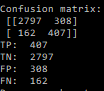 Confusion matrix:
[[2797  308]
 [ 162  407]]
TP:  407
TN:  2797
FP:  308
FN:  162